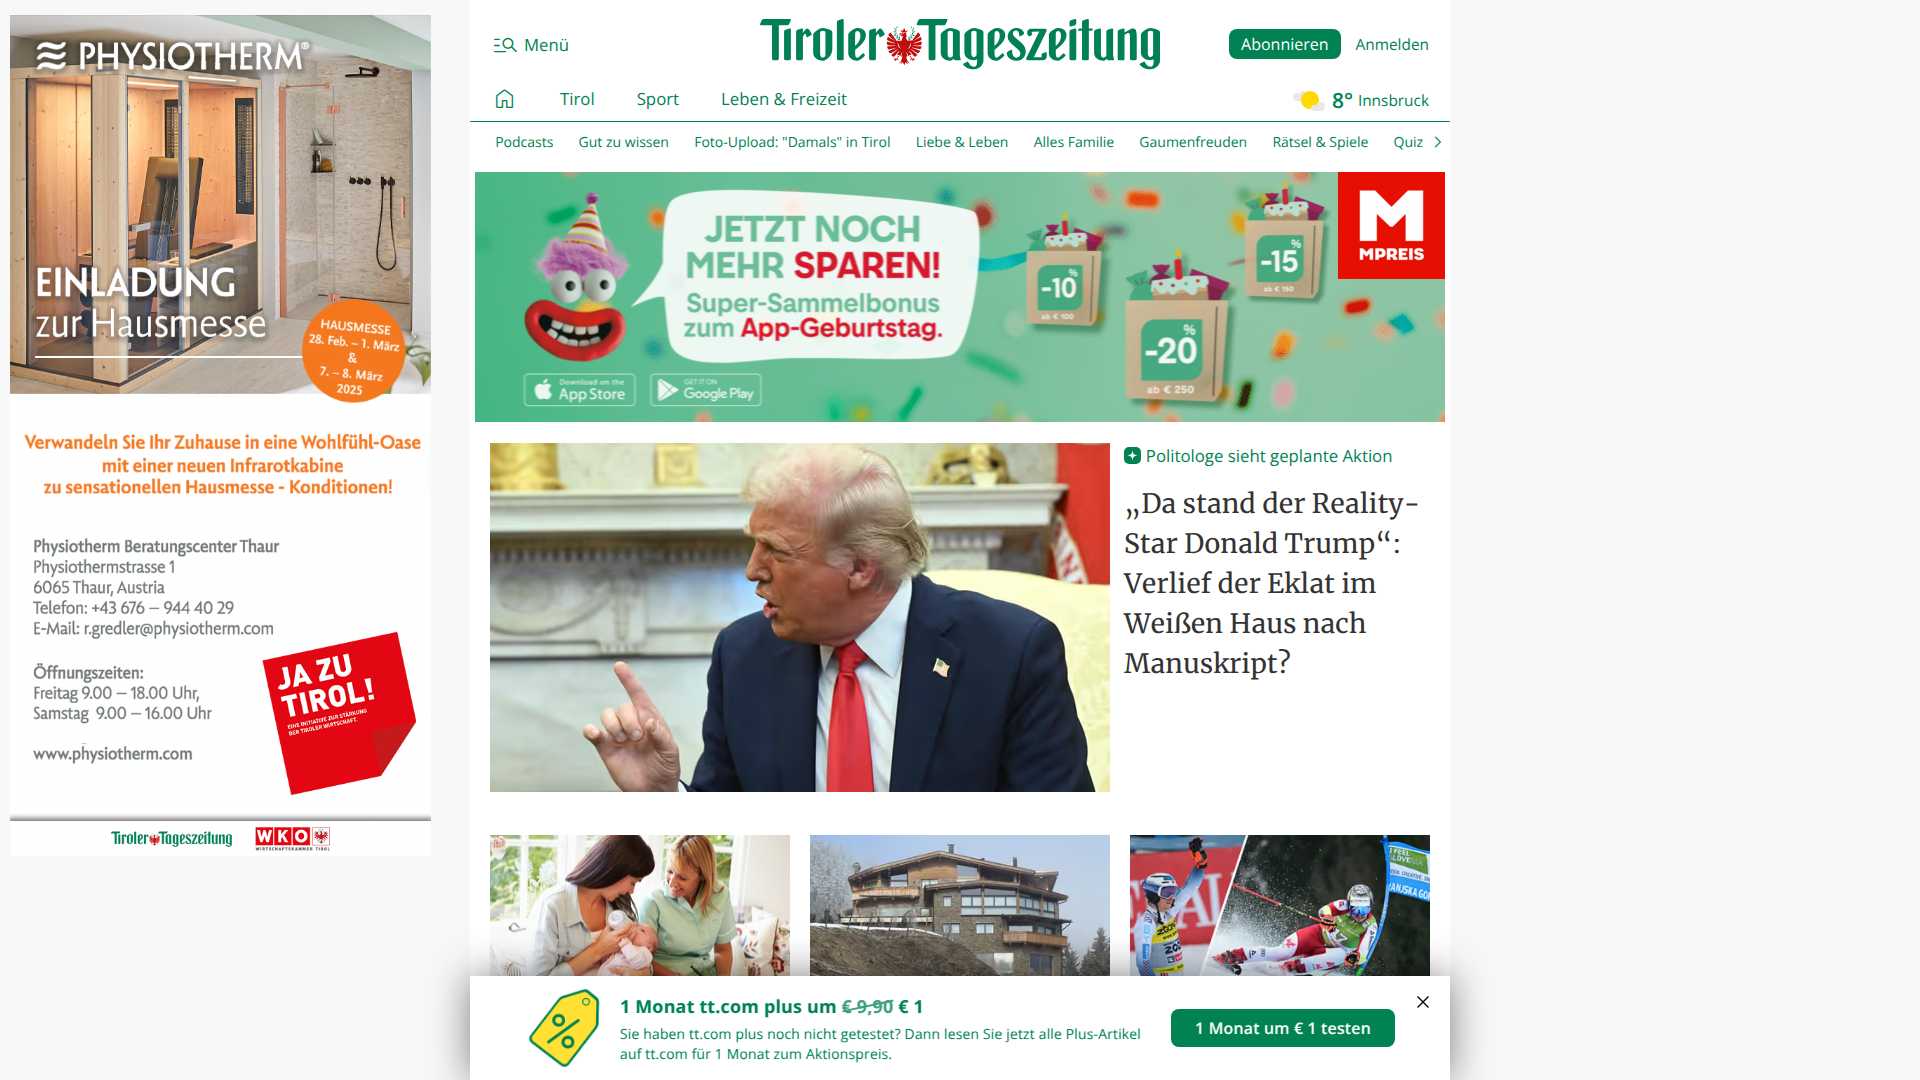 PHYSIOTHERM®
EINLADUNG
zur Hausmesse
HAUSMESSE
28. Feb. – 1. März
&
7. – 8. März
2025
Verwandeln Sie Ihr Zuhause in eine Wohlfühl-Oase
mit einer neuen Infrarotkabine
zu sensationellen Hausmesse - Konditionen!
Physiotherm Beratungscenter Thaur
Physiothermstrasse 1
6065 Thaur, Austria
Telefon: +43 676 – 944 40 29
E-Mail: r.gredler@physiotherm.com
Öffnungszeiten:
Freitag 9.00 – 18.00 Uhr,
Samstag 9.00 – 16.00 Uhr
www.physiotherm.com
JA ZU
TIROL!
EINE INITIATIVE ZUR STÄRKUNG
DER TIROLER WIRTSCHAFT.
Tiroler Tageszeitung
WKO
WIRTSCHAFTSKAMMER TIROL
Menü
Tiroler Tageszeitung
Abonnieren
Anmelden
Tirol
Sport
Leben & Freizeit
8° Innsbruck
Podcasts
Gut zu wissen
Foto-Upload: "Damals" in Tirol
Liebe & Leben
Alles Familie
Gaumenfreuden
Rätsel & Spiele
Quiz
JETZT NOCH
MEHR SPAREN!
Super-Sammelbonus
zum App-Geburtstag.
Download on the
App Store
GET IT ON
Google Play
-10%
ab € 100
-20%
ab € 250
-15%
ab € 150
M
MPREIS
Politologe sieht geplante Aktion
„Da stand der Reality-
Star Donald Trump“:
Verlief der Eklat im
Weißen Haus nach
Manuskript?
1 Monat tt.com plus um € 9,90 € 1
Sie haben tt.com plus noch nicht getestet? Dann lesen Sie jetzt alle Plus-Artikel
auf tt.com für 1 Monat zum Aktionspreis.
1 Monat um € 1 testen